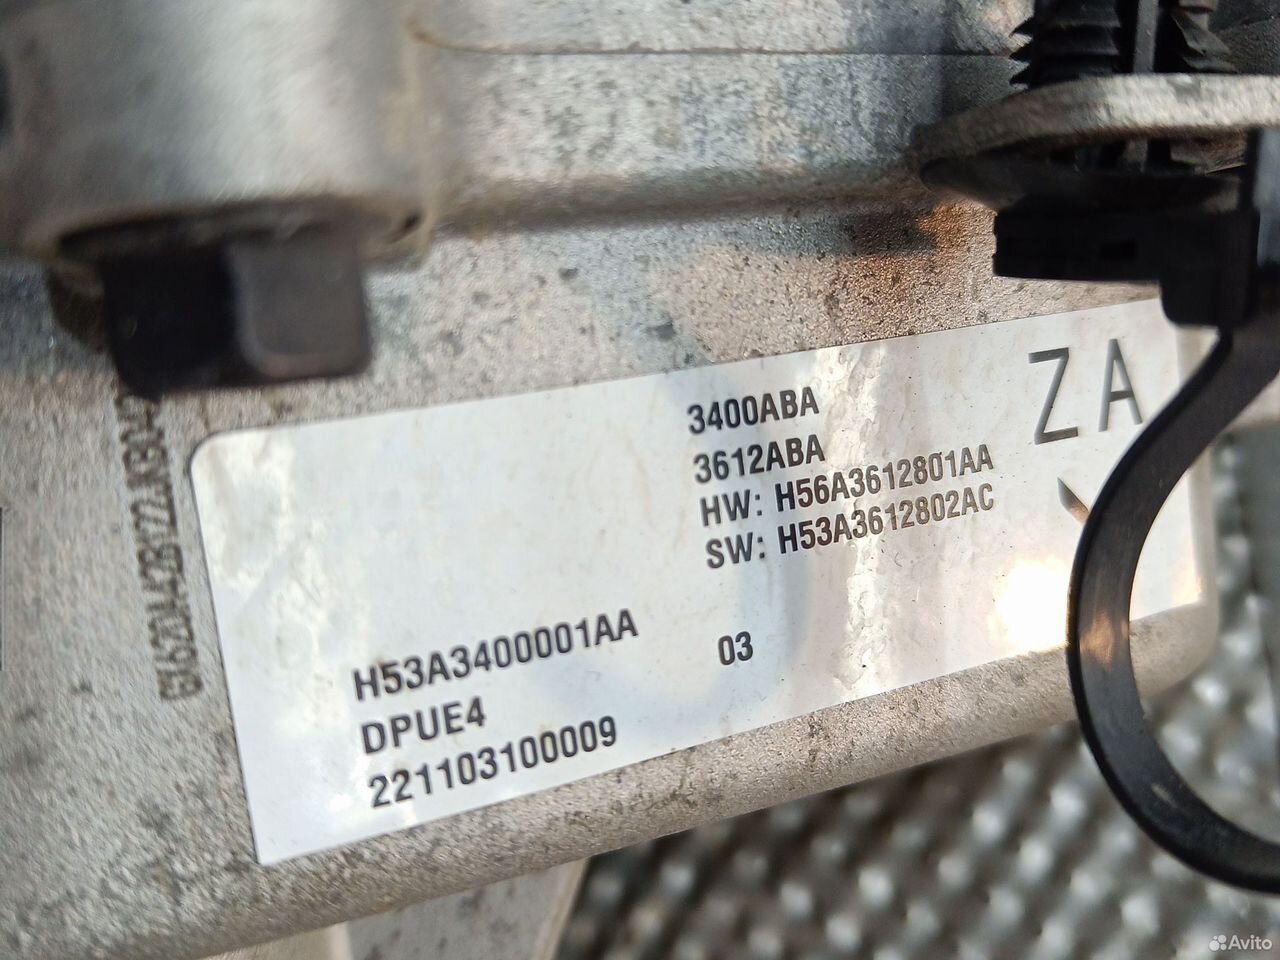 3400ABA
3612ABA
HW: H56A3612801AA
SW: H53A3612802AC
ZA
H53A3400001AA
03
DPUE4
221103100009
Avito